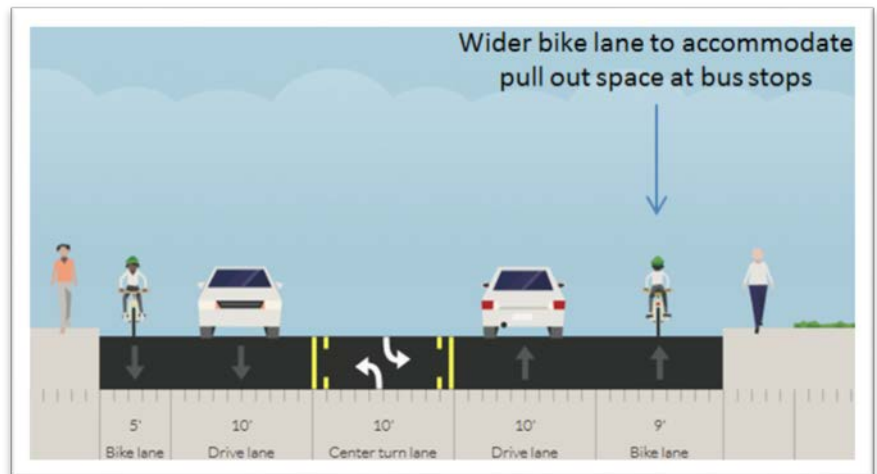 Wider bike lane to accommodate
pull out space at bus stops
5' 10' 10' 10' 9'
Bike lane Drive lane Center turn lane Drive lane Bike lane